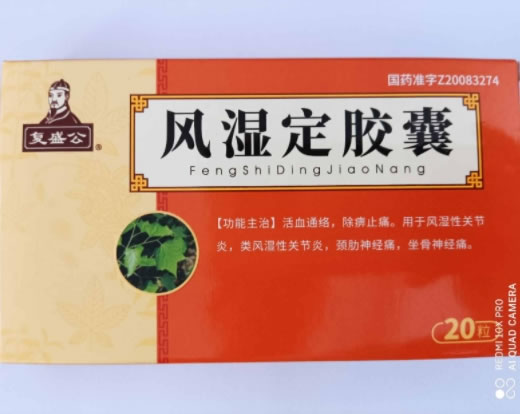 国药准字Z20083274
复盛公®
风湿定胶囊
FengShiDingJiaoNang
【功能主治】活血通络，除痹止痛。用于风湿性关节
炎，类风湿性关节炎，颈肋神经痛，坐骨神经痛。
20粒
REDMI 10X PRO
AI QUAD CAMERA